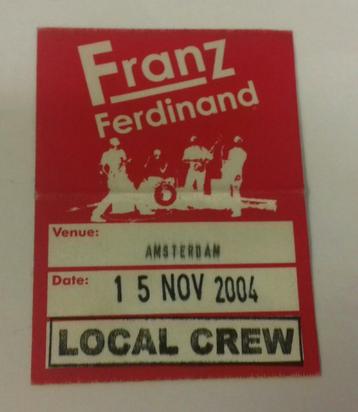 Franz
Ferdinand
Venue:
AMSTERDAM
Date:
15 NOV 2004
LOCAL CREW